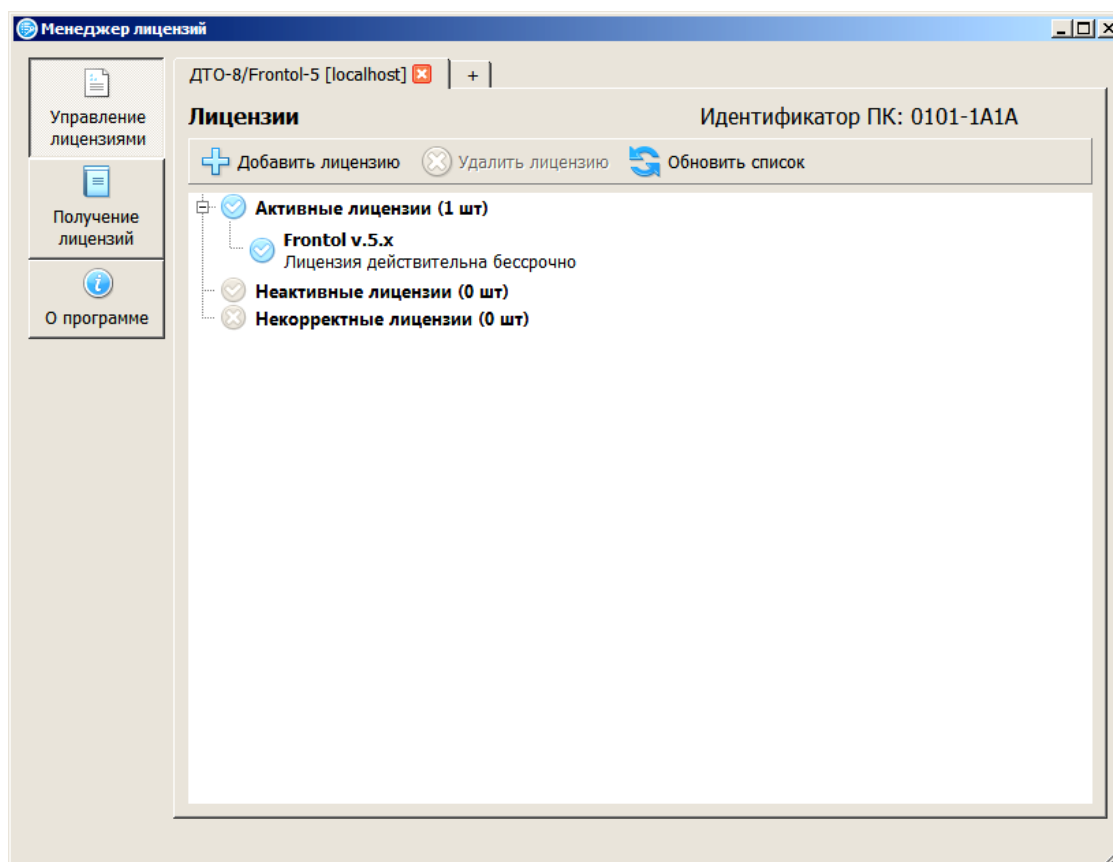 Менеджер лицензий
ДТО-8/Frontol-5 [localhost]
+
Управление
лицензиями
Получение
лицензий
О программе
Лицензии
Идентификатор ПК: 0101-1A1A
Добавить лицензию
Удалить лицензию
Обновить список
Активные лицензии (1 шт)
Frontol v.5.x
Лицензия действительна бессрочно
Неактивные лицензии (0 шт)
Некорректные лицензии (0 шт)